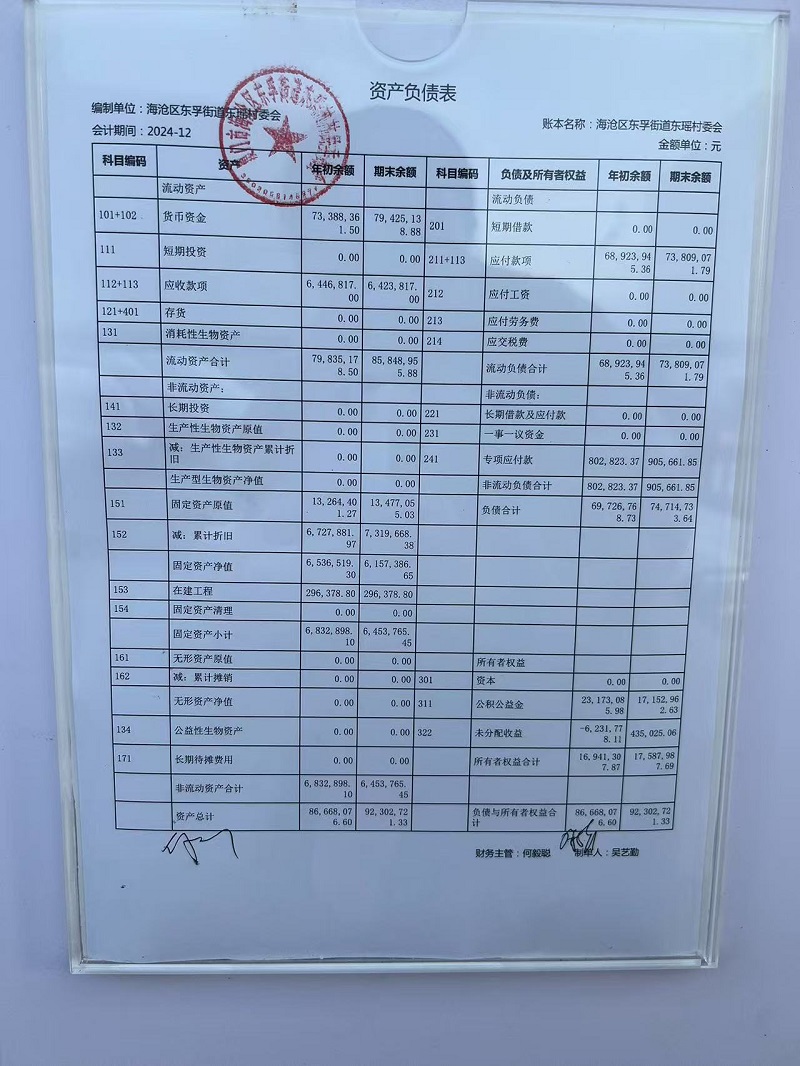 资产负债表
编制单位：海沧区东孚街道东瑶村委会
账本名称：海沧区东孚街道东瑶村委会
会计期间：2024-12
金额单位：元
科目编码 资产 年初余额 期末余额 科目编码 负债及所有者权益 年初余额 期末余额
流动资产 流动负债
101+102 货币资金 73,388,361.50 79,425,138.88 201 短期借款 0.00 0.00
111 短期投资 0.00 0.00 211+113 应付款项 68,923,945.36 73,809,071.79
112+113 应收款项 6,446,817.00 6,423,817.00 212 应付工资 0.00 0.00
121+401 存货 0.00 0.00 213 应付劳务费 0.00 0.00
131 消耗性生物资产 0.00 0.00 214 应交税费 0.00 0.00
流动资产合计 79,835,178.50 85,848,955.88 流动负债合计 68,923,945.36 73,809,071.79
非流动资产： 非流动负债：
141 长期投资 0.00 0.00 221 长期借款及应付款 0.00 0.00
132 生产性生物资产原值 0.00 0.00 231 一事一议资金 0.00 0.00
133 减：生产性生物资产累计折旧 0.00 0.00 241 专项应付款 802,823.37 905,661.85
生产型生物资产净值 0.00 0.00 非流动负债合计 802,823.37 905,661.85
151 固定资产原值 13,264,401.27 13,477,055.03 负债合计 69,726,768.73 74,714,733.64
152 减：累计折旧 6,727,881.97 7,319,668.38
固定资产净值 6,536,519.30 6,157,386.65
153 在建工程 296,378.80 296,378.80
154 固定资产清理 0.00 0.00
固定资产小计 6,832,898.10 6,453,765.45
161 无形资产原值 0.00 0.00 所有者权益
162 减：累计摊销 0.00 0.00 301 资本 0.00 0.00
无形资产净值 0.00 0.00 311 公积公益金 23,173,085.98 17,152,962.63
134 公益性生物资产 0.00 0.00 322 未分配收益 -6,231,778.11 435,025.06
171 长期待摊费用 0.00 0.00 所有者权益合计 16,941,307.87 17,587,987.69
非流动资产合计 6,832,898.10 6,453,765.45
资产总计 86,668,076.60 92,302,721.33 负债与所有者权益合计 86,668,076.60 92,302,721.33
财务主管：何毅聪 制单人：吴艺勤